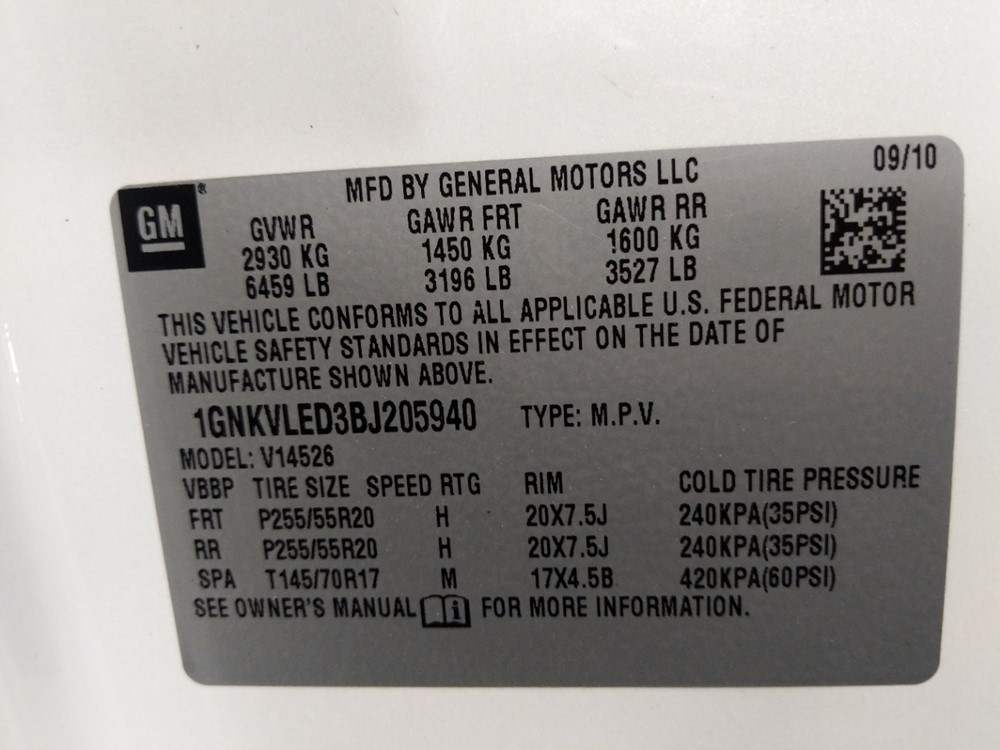 09/10
MFD BY GENERAL MOTORS LLC
GM®
GVWR GAWR FRT GAWR RR
2930 KG 1450 KG 1600 KG
6459 LB 3196 LB 3527 LB
THIS VEHICLE CONFORMS TO ALL APPLICABLE U.S. FEDERAL MOTOR
VEHICLE SAFETY STANDARDS IN EFFECT ON THE DATE OF
MANUFACTURE SHOWN ABOVE.
1GNKVLED3BJ205940 TYPE: M.P.V.
MODEL: V14526
VBBP TIRE SIZE SPEED RTG RIM COLD TIRE PRESSURE
FRT P255/55R20 H 20X7.5J 240KPA(35PSI)
RR P255/55R20 H 20X7.5J 240KPA(35PSI)
SPA T145/70R17 M 17X4.5B 420KPA(60PSI)
SEE OWNER'S MANUAL i FOR MORE INFORMATION.